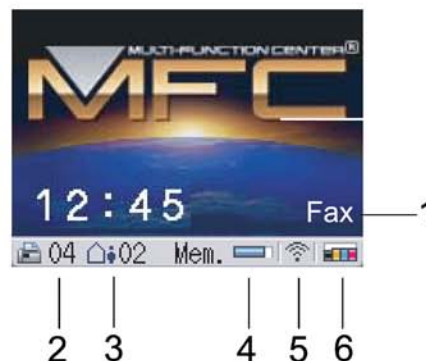 MULTI-FUNCTION CENTER®
MFC
12:45
Fax
1
04 02 Mem.
2 3 4 5 6